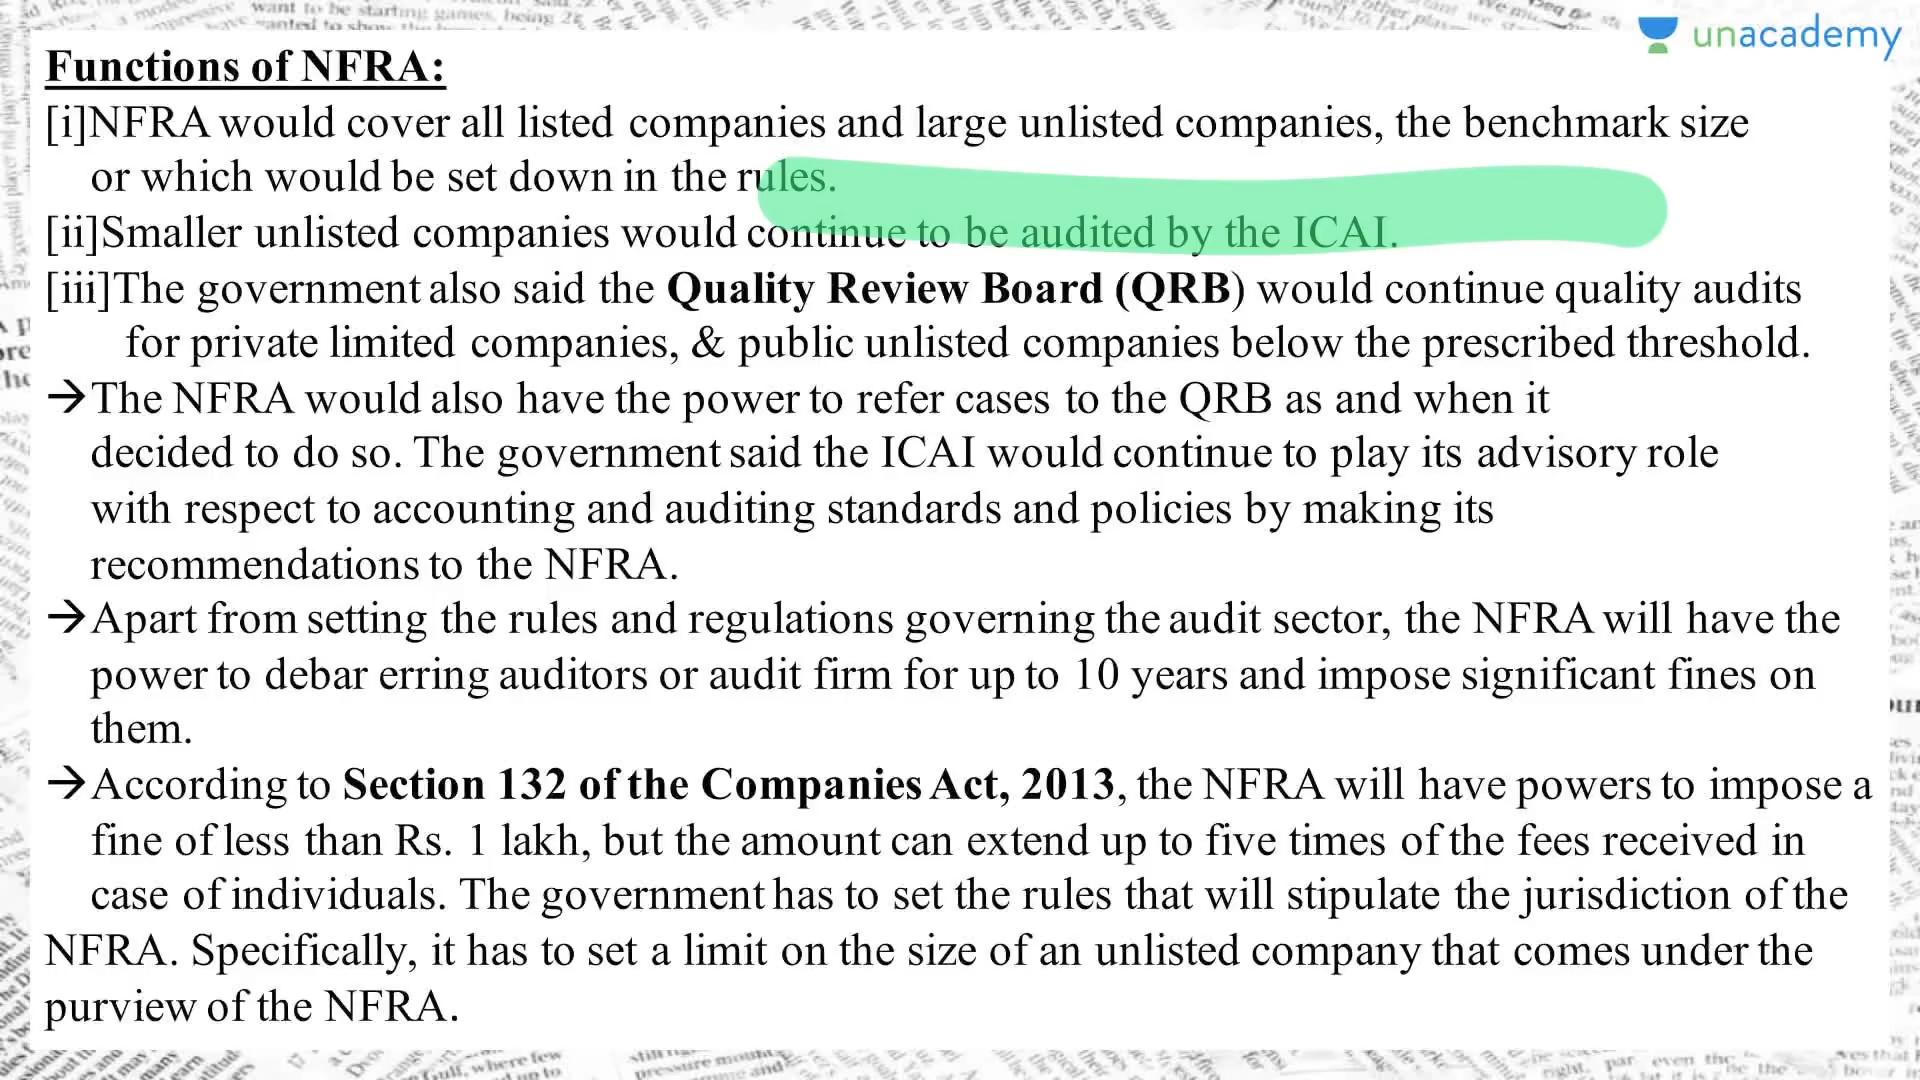 unacademy
Functions of NFRA:
[i]NFRA would cover all listed companies and large unlisted companies, the benchmark size
or which would be set down in the rules.
[ii]Smaller unlisted companies would continue to be audited by the ICAI.
[iii]The government also said the Quality Review Board (QRB) would continue quality audits
for private limited companies, & public unlisted companies below the prescribed threshold.
→The NFRA would also have the power to refer cases to the QRB as and when it
decided to do so. The government said the ICAI would continue to play its advisory role
with respect to accounting and auditing standards and policies by making its
recommendations to the NFRA.
→Apart from setting the rules and regulations governing the audit sector, the NFRA will have the
power to debar erring auditors or audit firm for up to 10 years and impose significant fines on
them.
→According to Section 132 of the Companies Act, 2013, the NFRA will have powers to impose a
fine of less than Rs. 1 lakh, but the amount can extend up to five times of the fees received in
case of individuals. The government has to set the rules that will stipulate the jurisdiction of the
NFRA. Specifically, it has to set a limit on the size of an unlisted company that comes under the
purview of the NFRA.